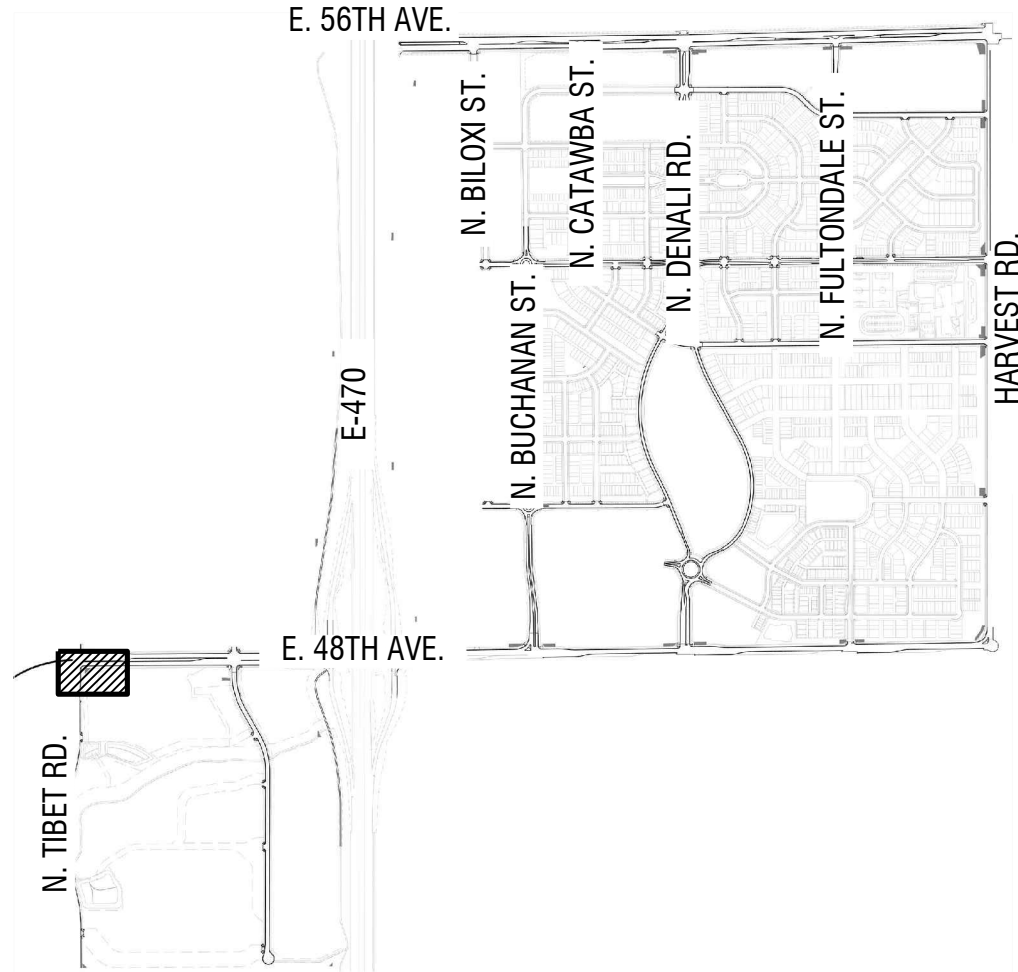 E. 56TH AVE.
N. BILOXI ST.
N. CATAWBA ST.
N. DENALI RD.
N. FULTONDALE ST.
HARVEST RD.
N. BUCHANAN ST.
E-470
E. 48TH AVE.
N. TIBET RD.